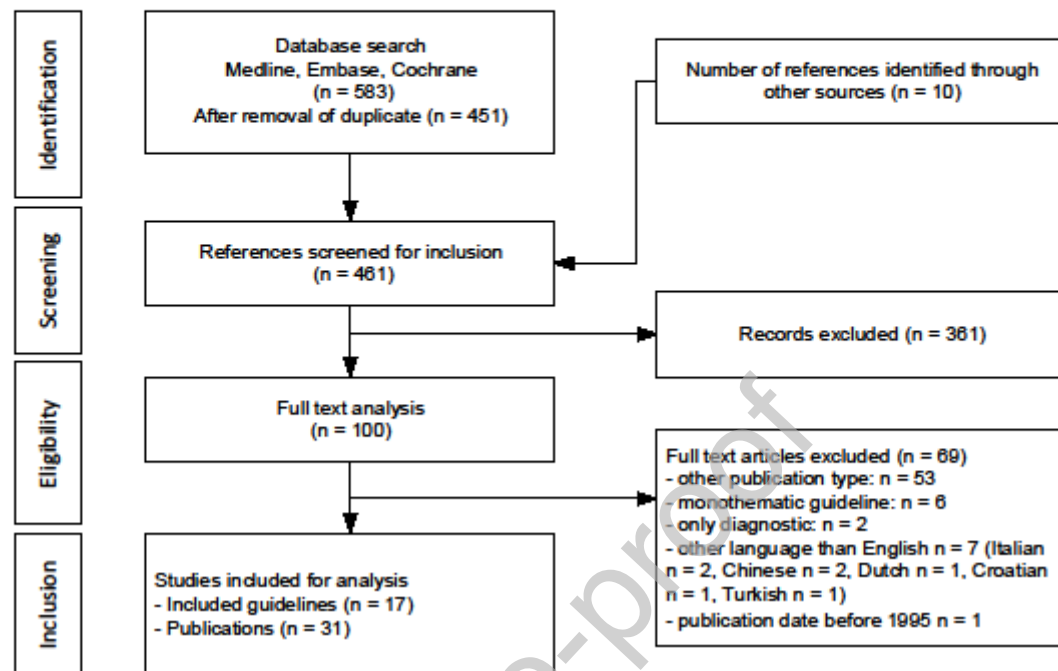 Identification
Database search
Medline, Embase, Cochrane
(n = 583)
After removal of duplicate (n = 451)
Number of references identified through
other sources (n = 10)
Screening
References screened for inclusion
(n = 461)
Records excluded (n = 361)
Eligibility
Full text analysis
(n = 100)
Full text articles excluded (n = 69)
- other publication type: n = 53
- monothematic guideline: n = 6
- only diagnostic: n = 2
- other language than English n = 7 (Italian
n = 2, Chinese n = 2, Dutch n = 1, Croatian
n = 1, Turkish n = 1)
- publication date before 1995 n = 1
Inclusion
Studies included for analysis
- Included guidelines (n = 17)
- Publications (n = 31)
e-proof